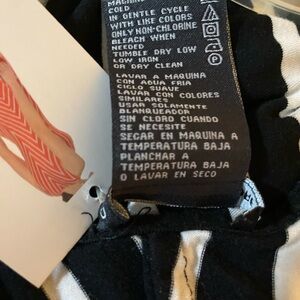 MACHINE
COLD
IN GENTLE CYCLE
WITH LIKE COLORS
ONLY NON-CHLORINE
BLEACH WHEN
NEEDED
TUMBLE DRY LOW
LOW IRON
OR DRY CLEAN
LAVAR A MAQUINA
CON AGUA FRIA
CICLO SUAVE
LAVAR CON COLORES
SIMILARES
USAR SOLAMENTE
BLANQUEADOR
SIN CLORO CUANDO
SE NECESITE
SECAR EN MAQUINA A
TEMPERATURA BAJA
PLANCHAR A
TEMPERATURA BAJA
O LAVAR EN SECO